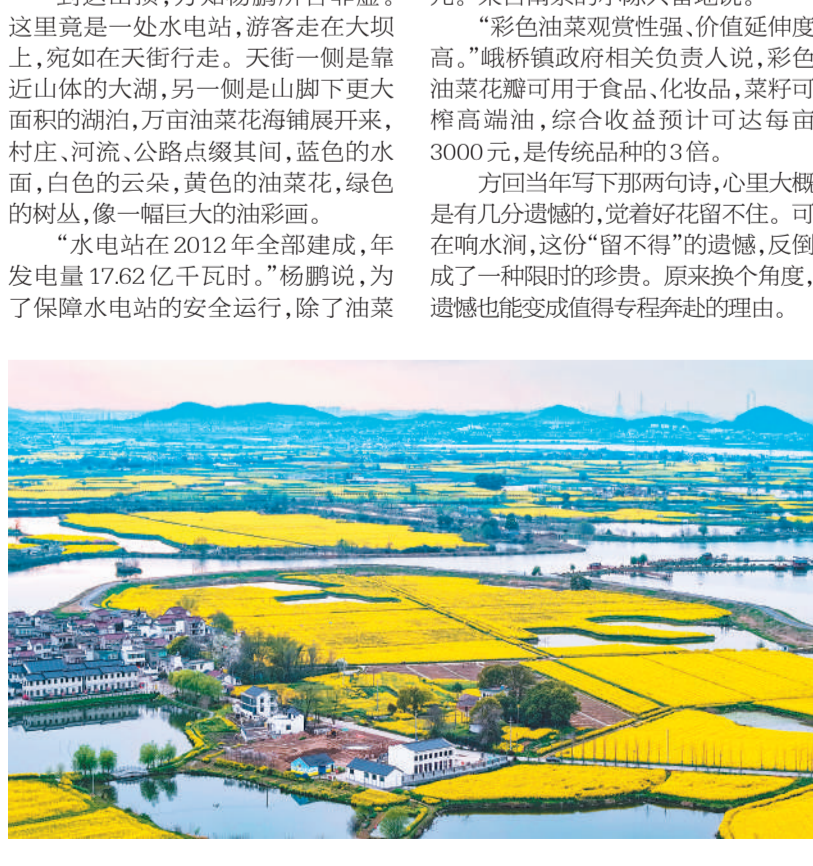 这里竟是一处水电站,游客走在大坝
上,宛如在天街行走。天街一侧是靠
近山体的大湖,另一侧是山脚下更大
面积的湖泊,万亩油菜花海铺展开来,
村庄、河流、公路点缀其间,蓝色的水
面,白色的云朵,黄色的油菜花,绿色
的树丛,像一幅巨大的油彩画。
“水电站在2012年全部建成,年
发电量17.62亿千瓦时。”杨鹏说,为
了保障水电站的安全运行,除了油菜
“彩色油菜观赏性强、价值延伸度
高。”峨桥镇政府相关负责人说,彩色
油菜花瓣可用于食品、化妆品,菜籽可
榨高端油,综合收益预计可达每亩
3000元,是传统品种的3倍。
方回当年写下那两句诗,心里大概
是有几分遗憾的,觉着好花留不住。可
在响水涧,这份“留不得”的遗憾,反倒
成了一种限时的珍贵。原来换个角度,
遗憾也能变成值得专程奔赴的理由。